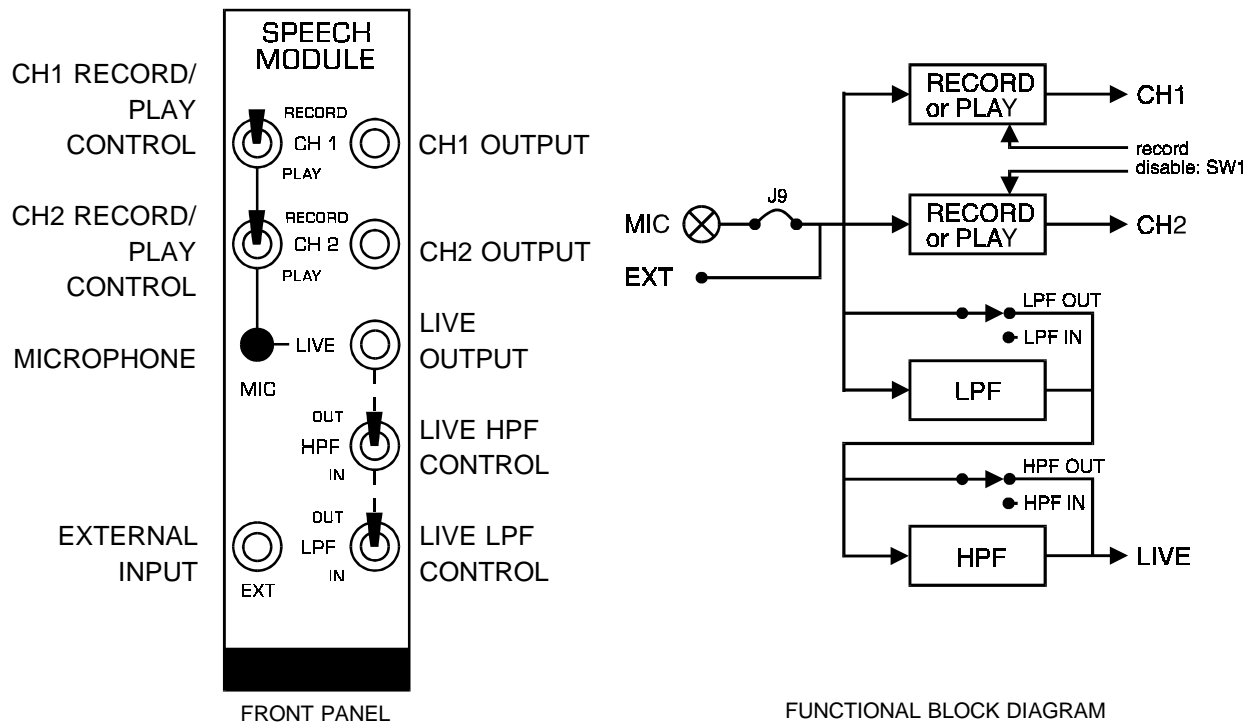 SPEECH
MODULE
CH1 RECORD/
PLAY
CONTROL
RECORD
CH 1
PLAY
CH1 OUTPUT
CH2 RECORD/
PLAY
CONTROL
RECORD
CH 2
PLAY
CH2 OUTPUT
MICROPHONE
LIVE
MIC
LIVE
OUTPUT
OUT
HPF
IN
LIVE HPF
CONTROL
EXTERNAL
INPUT
EXT
OUT
LPF
IN
LIVE LPF
CONTROL
FRONT PANEL
RECORD
or PLAY
CH1
record
disable: SW1
MIC
J9
RECORD
or PLAY
CH2
EXT
LPF OUT
LPF IN
LPF
HPF OUT
HPF IN
HPF
LIVE
FUNCTIONAL BLOCK DIAGRAM